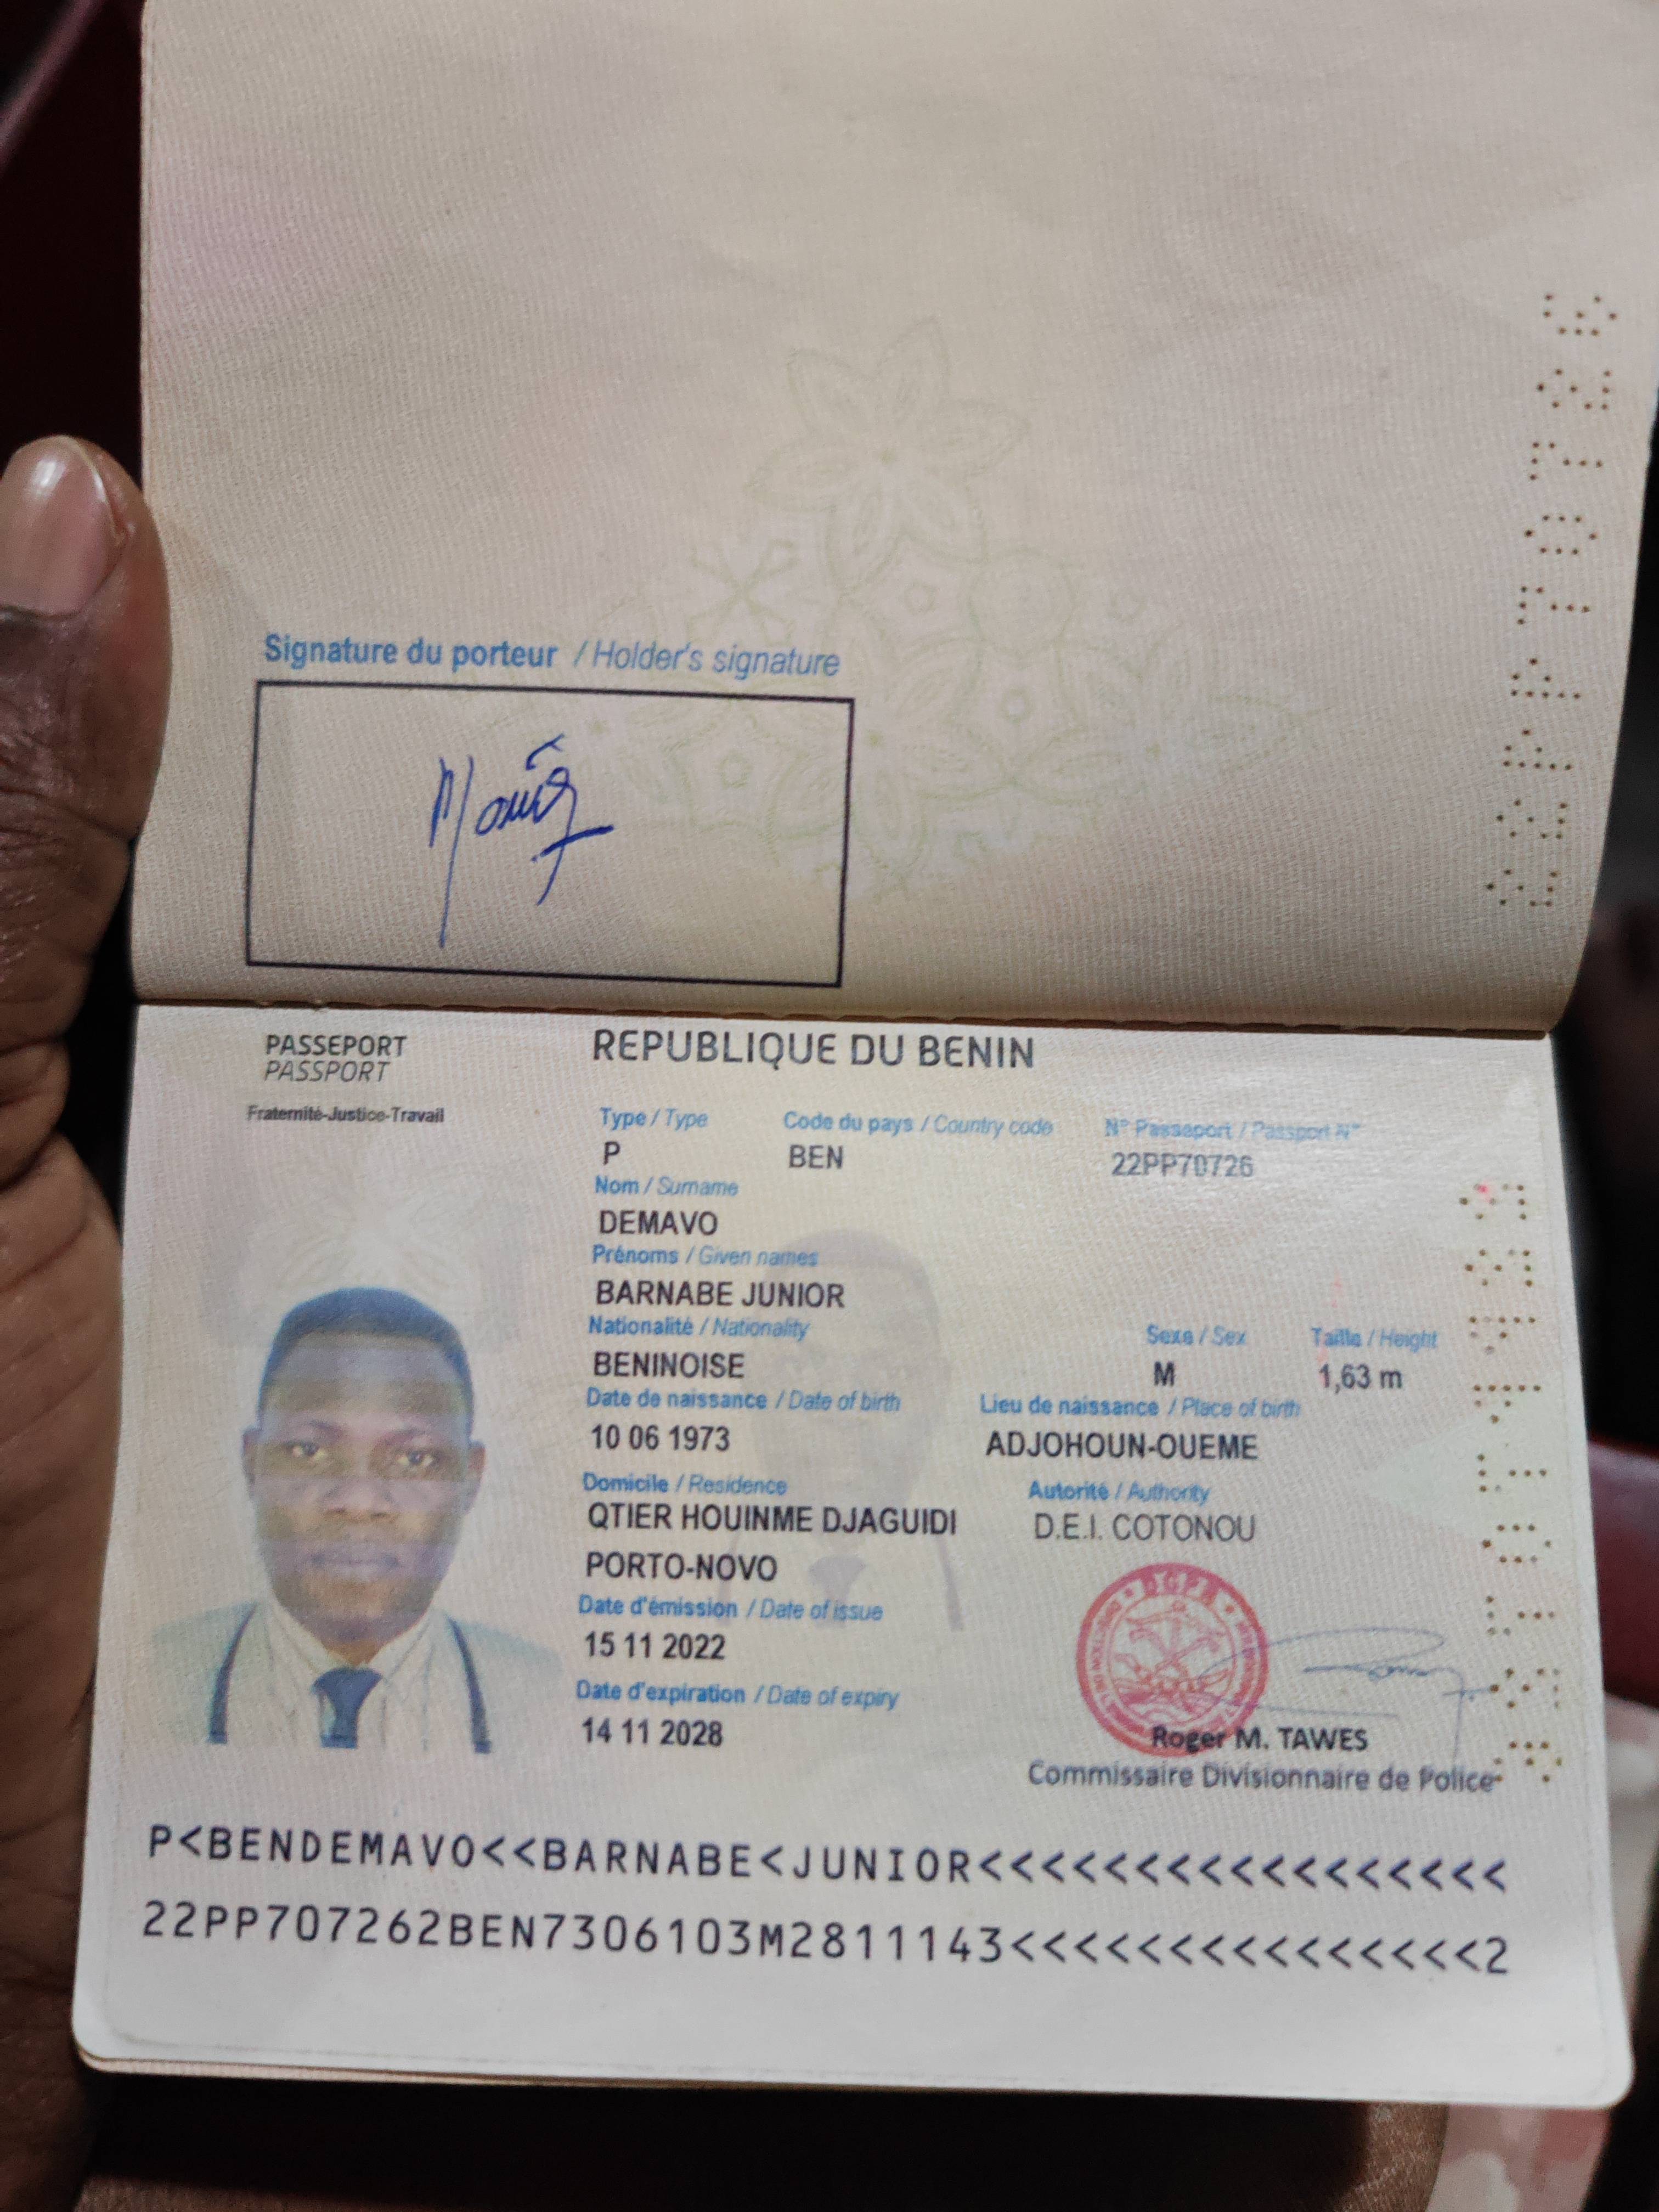 Signature du porteur / Holder's signature
PASSEPORT
PASSPORT
Fraternité-Justice-Travail
REPUBLIQUE DU BENIN
Type / Type Code du pays / Country code N° Passeport / Passport N°
P BEN 22PP70726
Nom / Surname
DEMAVO
Prénoms / Given names
BARNABE JUNIOR
Nationalité / Nationality Sexe / Sex Taille / Height
BENINOISE M 1,63 m
Date de naissance / Date of birth Lieu de naissance / Place of birth
10 06 1973 ADJOHOUN-OUEME
Domicile / Residence Autorité / Authority
QTIER HOUINME DJAGUIDI D.E.I. COTONOU
PORTO-NOVO
Date d'émission / Date of issue
15 11 2022
Date d'expiration / Date of expiry
14 11 2028
DGPR
Roger M. TAWES
Commissaire Divisionnaire de Police
P<BENDEMAVO<<BARNABE<JUNIOR<<<<<<<<<<<<<<<<<
22PP707262BEN7306103M2811143<<<<<<<<<<<<<<<2